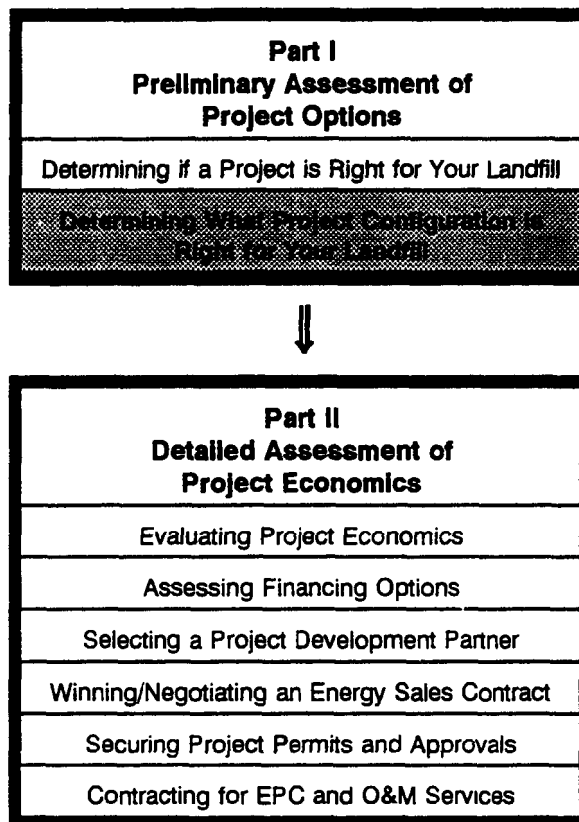 Part I
Preliminary Assessment of
Project Options
Determining if a Project is Right for Your Landfill
Determining What Project Configuration is
Right for Your Landfill
⇓
Part II
Detailed Assessment of
Project Economics
Evaluating Project Economics
Assessing Financing Options
Selecting a Project Development Partner
Winning/Negotiating an Energy Sales Contract
Securing Project Permits and Approvals
Contracting for EPC and O&M Services